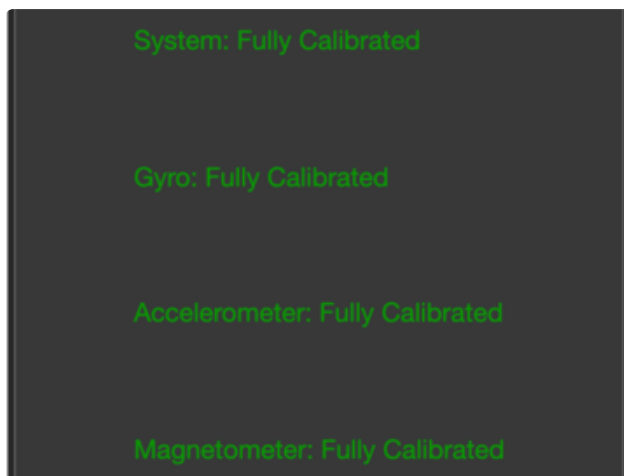 System: Fully Calibrated
Gyro: Fully Calibrated
Accelerometer: Fully Calibrated
Magnetometer: Fully Calibrated